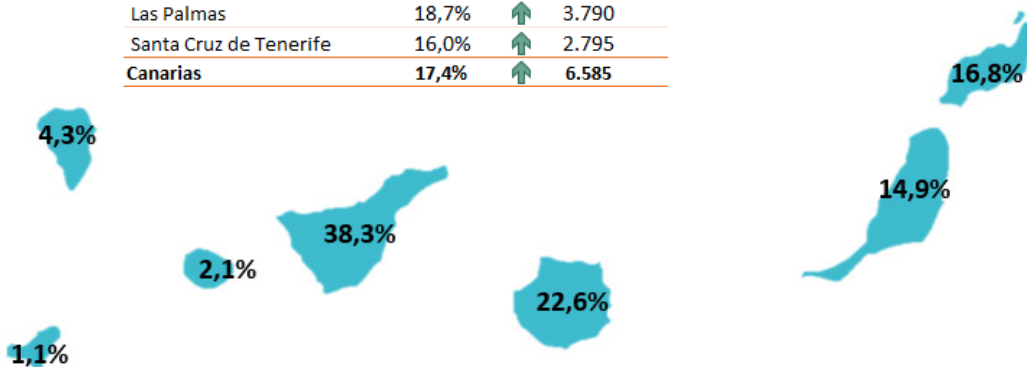 Las Palmas 18,7% 3.790
Santa Cruz de Tenerife 16,0% 2.795
Canarias 17,4% 6.585
16,8%
4,3%
14,9%
38,3%
2,1%
22,6%
1,1%